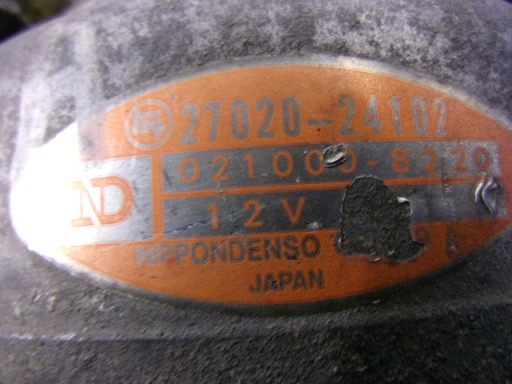 27020-24102
ND
021000-8220
12V
NIPPONDENSO
JAPAN